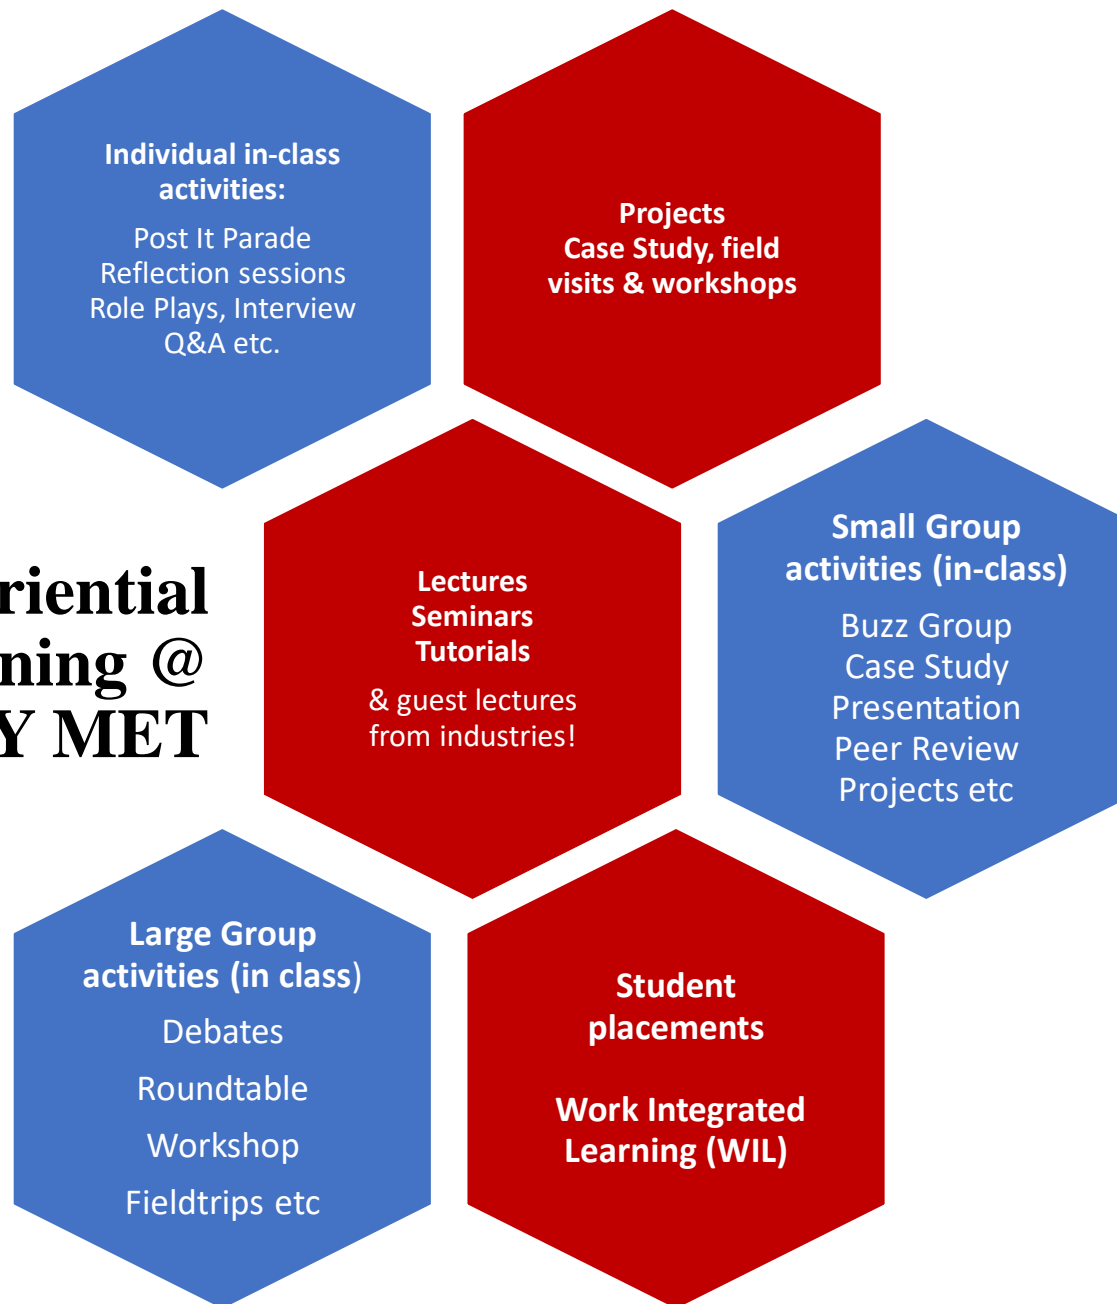 Individual in-class
activities:
Post It Parade
Reflection sessions
Role Plays, Interview
Q&A etc.
Projects
Case Study, field
visits & workshops
riential
ning @
Y MET
Lectures
Seminars
Tutorials
& guest lectures
from industries!
Small Group
activities (in-class)
Buzz Group
Case Study
Presentation
Peer Review
Projects etc
Large Group
activities (in class)
Debates
Roundtable
Workshop
Fieldtrips etc
Student
placements
Work Integrated
Learning (WIL)